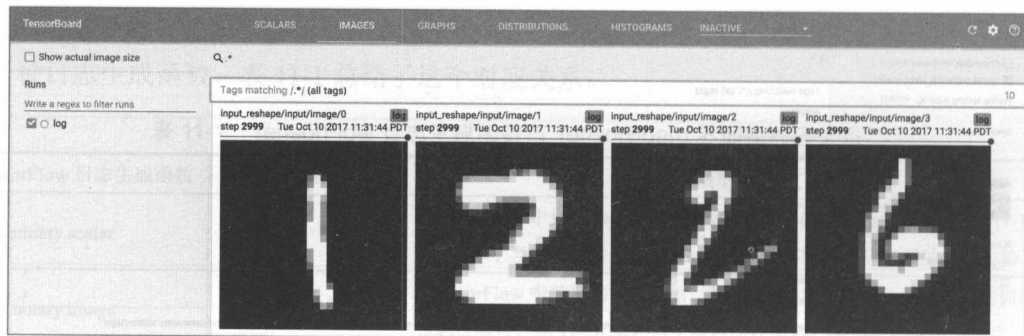 TensorBoard SCALARS IMAGES GRAPHS DISTRIBUTIONS HISTOGRAMS INACTIVE
Show actual image size
.*
Runs
Tags matching /.*/ (all tags) 10
Write a regex to filter runs
log
input_reshape/input/image/0 log
step 2999 Tue Oct 10 2017 11:31:44 PDT
input_reshape/input/image/1 log
step 2999 Tue Oct 10 2017 11:31:44 PDT
input_reshape/input/image/2 log
step 2999 Tue Oct 10 2017 11:31:44 PDT
input_reshape/input/image/3 log
step 2999 Tue Oct 10 2017 11:31:44 PDT
1 2 2 6